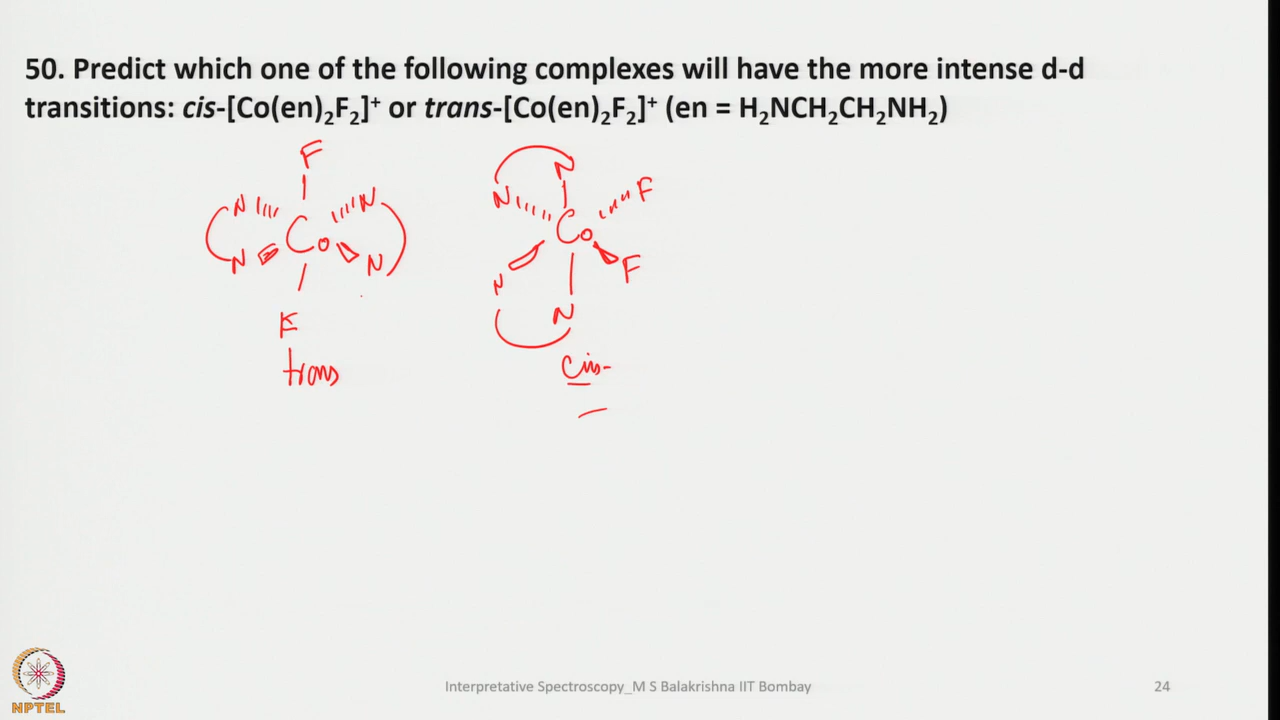 50. Predict which one of the following complexes will have the more intense d-d
transitions: cis-[Co(en)₂F₂]⁺ or trans-[Co(en)₂F₂]⁺ (en = H₂NCH₂CH₂NH₂)
F
N
N
Co
N
N
F
trans
N
N
F
Co
N
F
N
cis-
Interpretative Spectroscopy_M S Balakrishna IIT Bombay
24
NPTEL